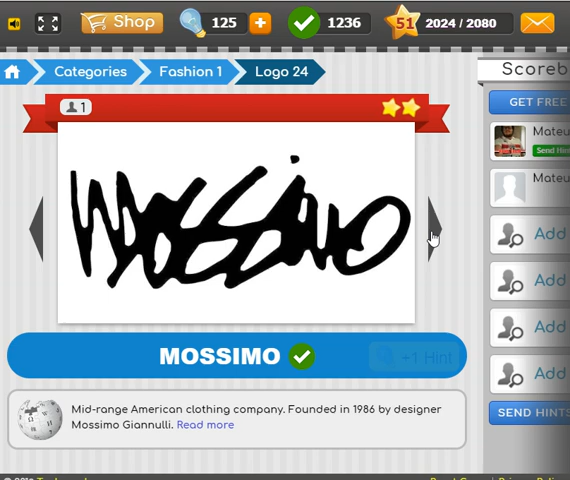 Shop
125
1236
51
2024 / 2080
Categories
Fashion 1
Logo 24
Scoreb
1
GET FREE
Mateu
Send Hin
Mateu
mossimo
Add
Add
Add
Add
MOSSIMO
+1 Hint
Mid-range American clothing company. Founded in 1986 by designer
Mossimo Giannulli. Read more
SEND HINTS